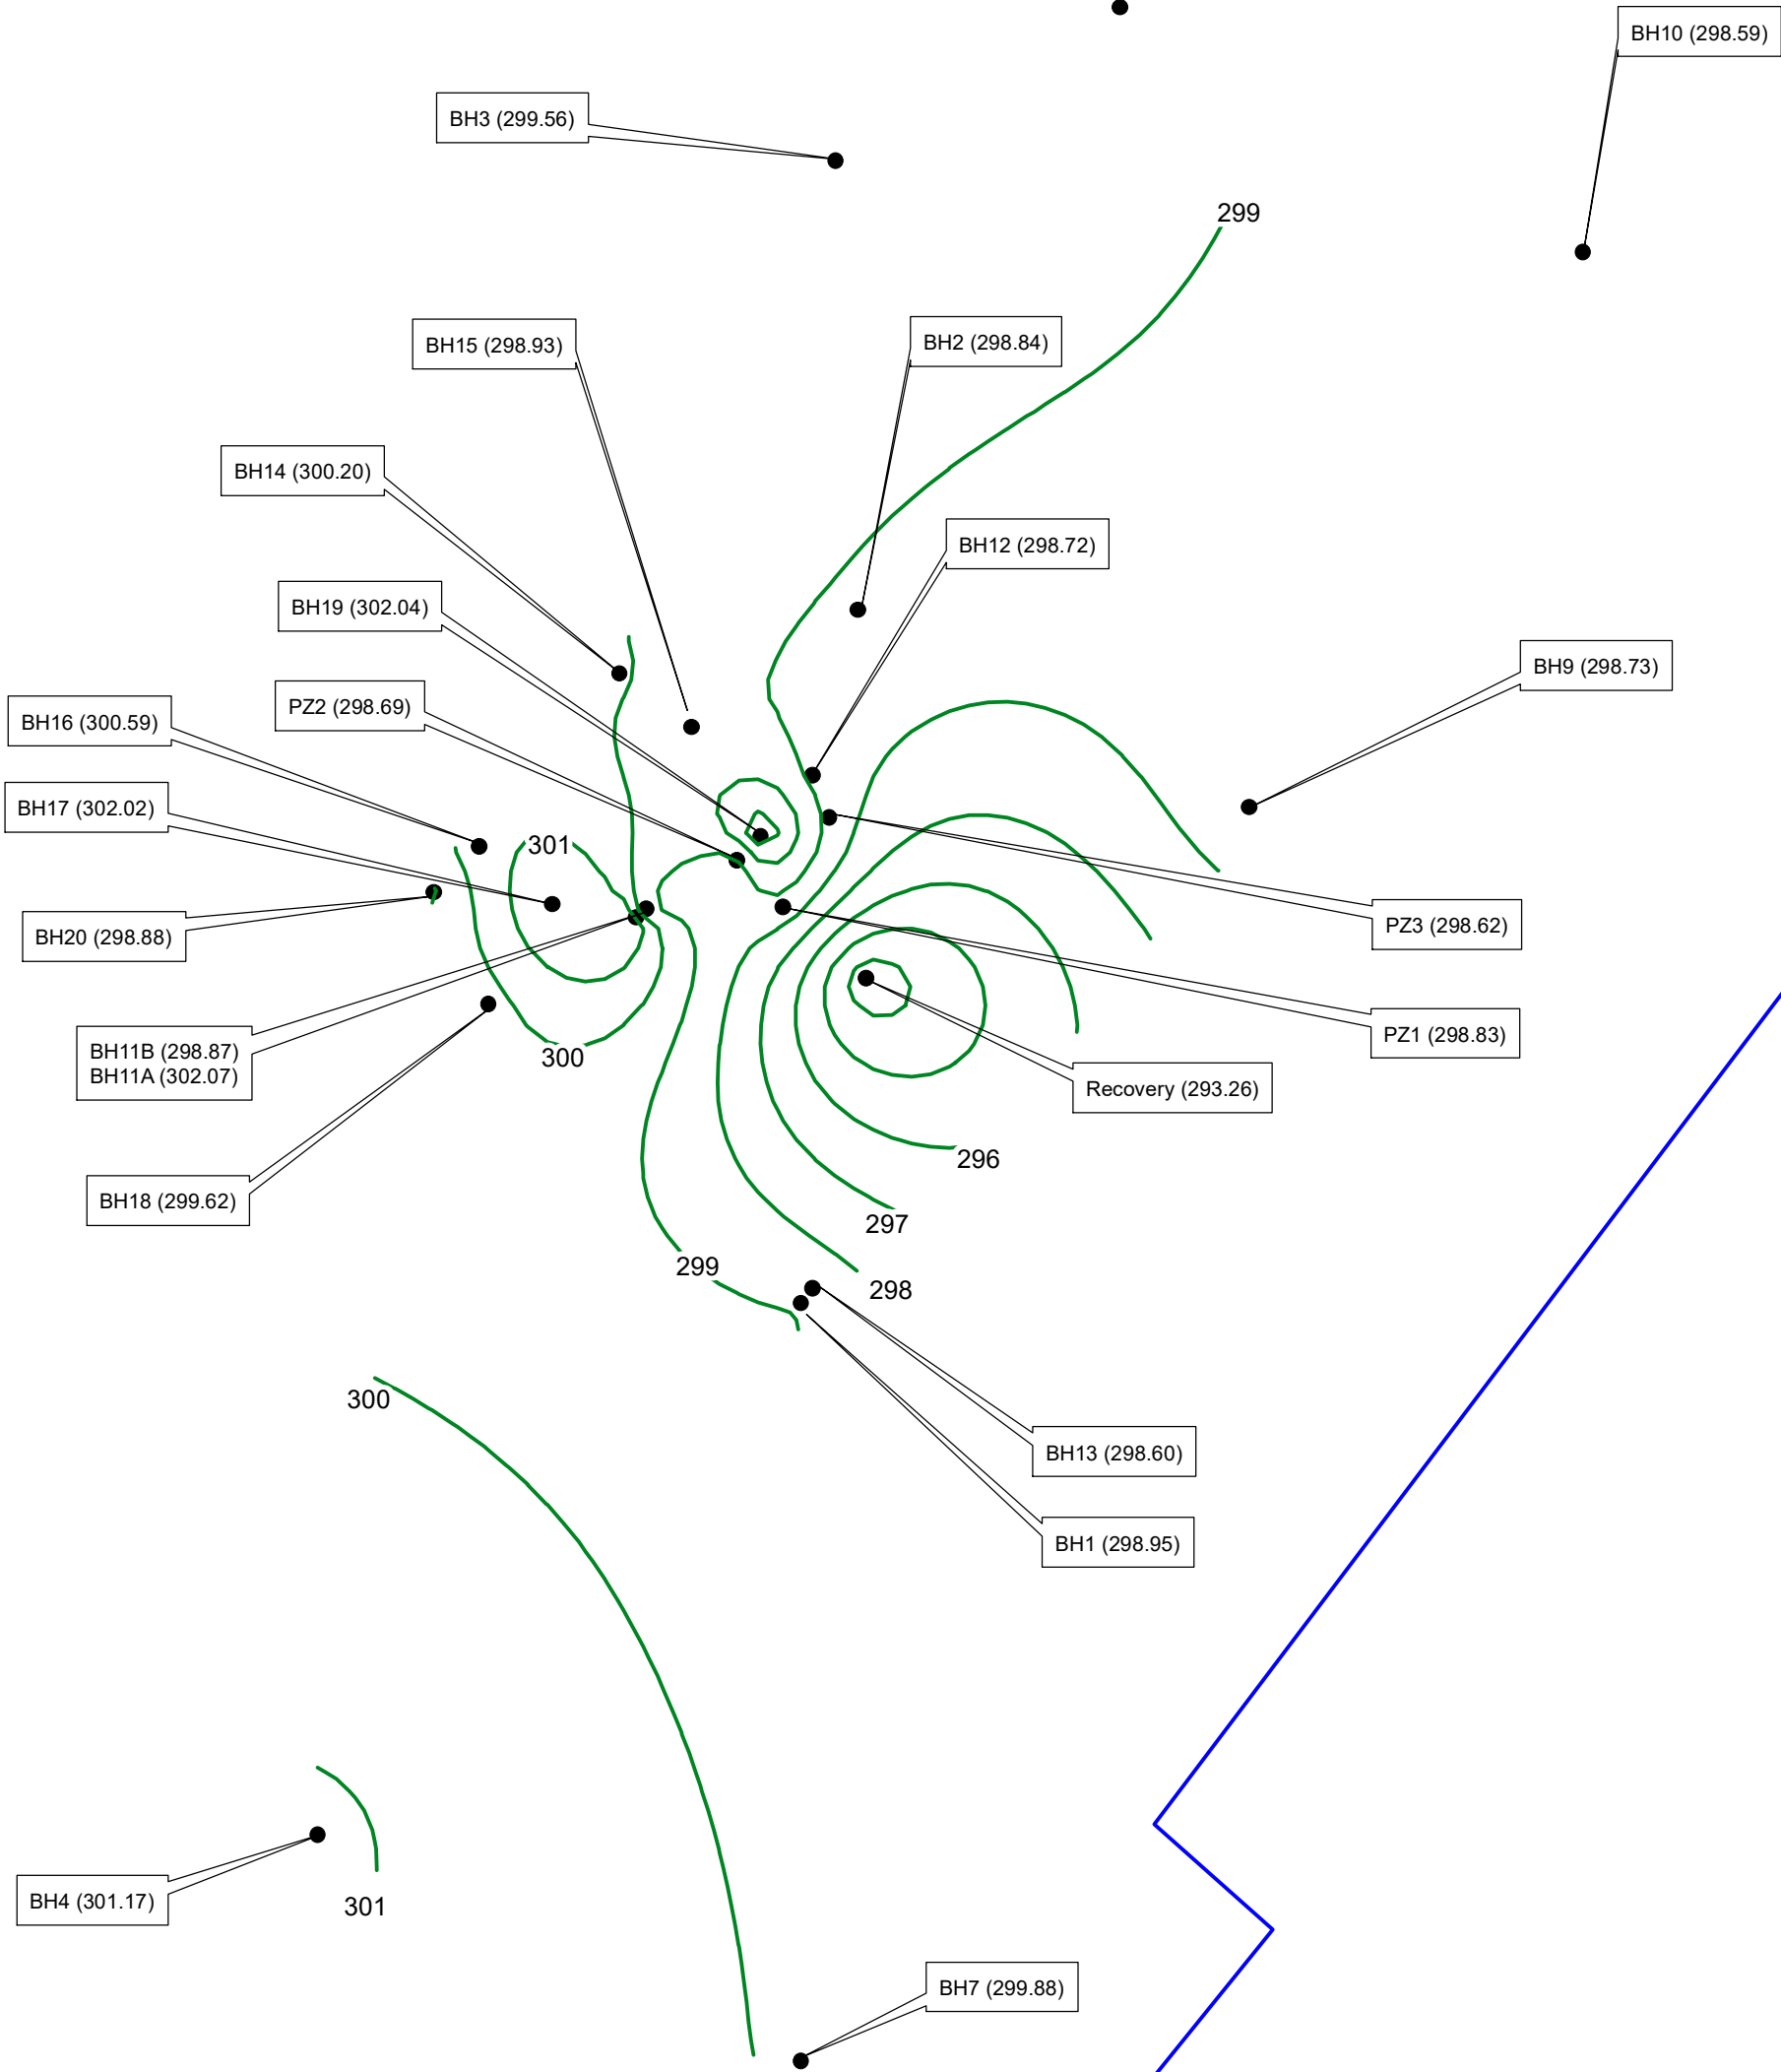 BH10 (298.59)
BH3 (299.56)
299
BH15 (298.93)
BH2 (298.84)
BH14 (300.20)
BH12 (298.72)
BH19 (302.04)
BH9 (298.73)
PZ2 (298.69)
BH16 (300.59)
BH17 (302.02)
301
PZ3 (298.62)
BH20 (298.88)
PZ1 (298.83)
BH11B (298.87)
BH11A (302.07)
300
Recovery (293.26)
296
BH18 (299.62)
297
299
298
300
BH13 (298.60)
BH1 (298.95)
BH4 (301.17)
301
BH7 (299.88)